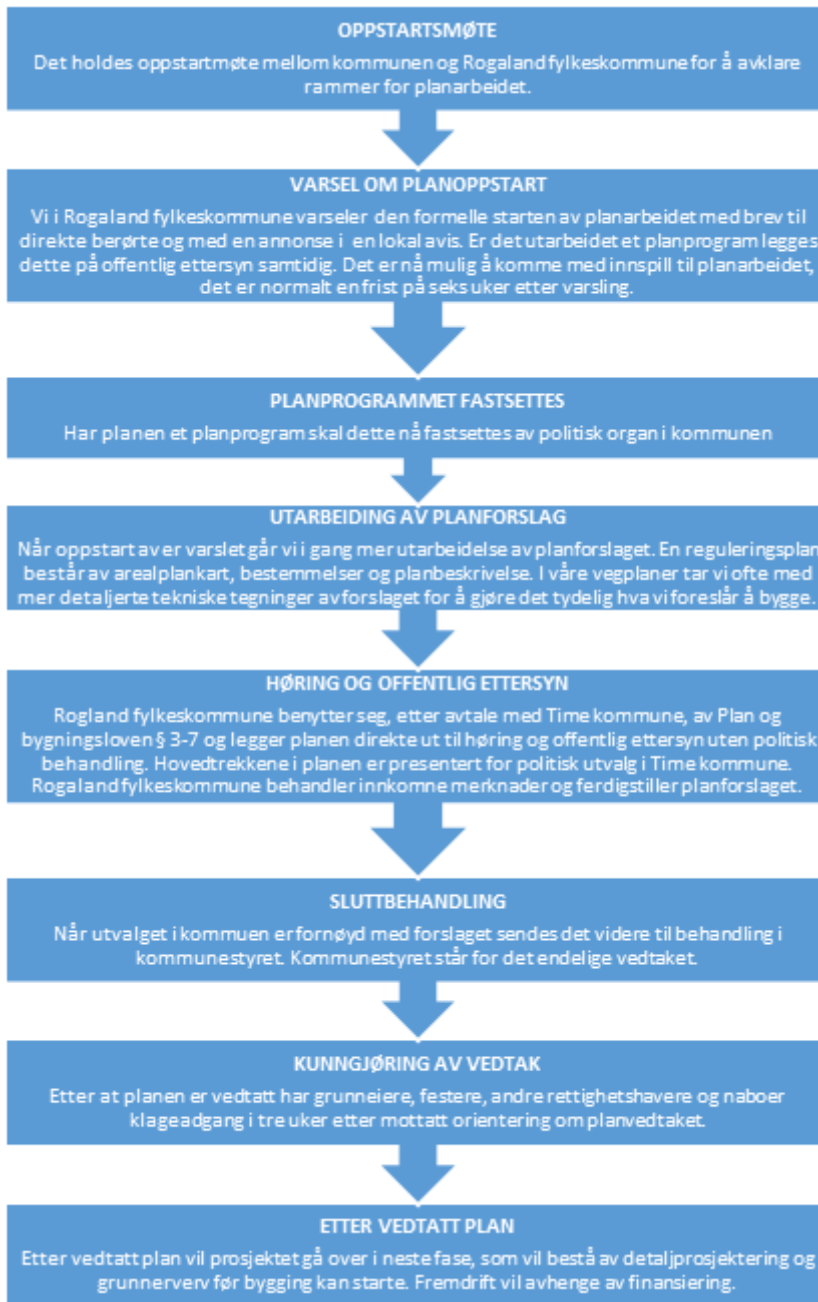 OPPSTARTSMØTE
Det holdes oppstartmøte mellom kommunen og Rogaland fylkeskommune for å avklare
rammer for planarbeidet.
VARSEL OM PLANOPPSTART
Vi i Rogaland fylkeskommune varseler den formelle starten av planarbeidet med brev til
direkte berørte og med en annonse i en lokal avis. Er det utarbeidet et planprogram legges
dette på offentlig ettersyn samtidig. Det er nå mulig å komme med innspill til planarbeidet,
det er normalt en frist på seks uker etter varsling.
PLANPROGRAMMET FASTSETTES
Har planen et planprogram skal dette nå fastsettes av politisk organ i kommunen
UTARBEIDING AV PLANFORSLAG
Når oppstart av er varslet går vi i gang mer utarbeidelse av planforslaget. En reguleringsplan
består av arealplankart, bestemmelser og planbeskrivelse. I våre vegplaner tar vi ofte med
mer detaljerte tekniske tegninger av forslaget for å gjøre det tydelig hva vi foreslår å bygge.
HØRING OG OFFENTLIG ETTERSYN
Rogland fylkeskommune benytter seg, etter avtale med Time kommune, av Plan og
bygningsloven § 3-7 og legger planen direkte ut til høring og offentlig ettersyn uten politisk
behandling. Hovedtrekkene i planen er presentert for politisk utvalg i Time kommune.
Rogaland fylkeskommune behandler innkomne merknader og ferdigstiller planforslaget.
SLUTTBEHANDLING
Når utvalget i kommuen er fornøyd med forslaget sendes det videre til behandling i
kommunestyret. Kommunestyret står for det endelige vedtaket.
KUNNGJØRING AV VEDTAK
Etter at planen er vedtatt har grunneiere, festere, andre rettighetshavere og naboer
klageadgang i tre uker etter mottatt orientering om planvedtaket.
ETTER VEDTATT PLAN
Etter vedtatt plan vil prosjektet gå over i neste fase, som vil bestå av detaljprosjektering og
grunnerverv før bygging kan starte. Fremdrift vil avhenge av finansiering.